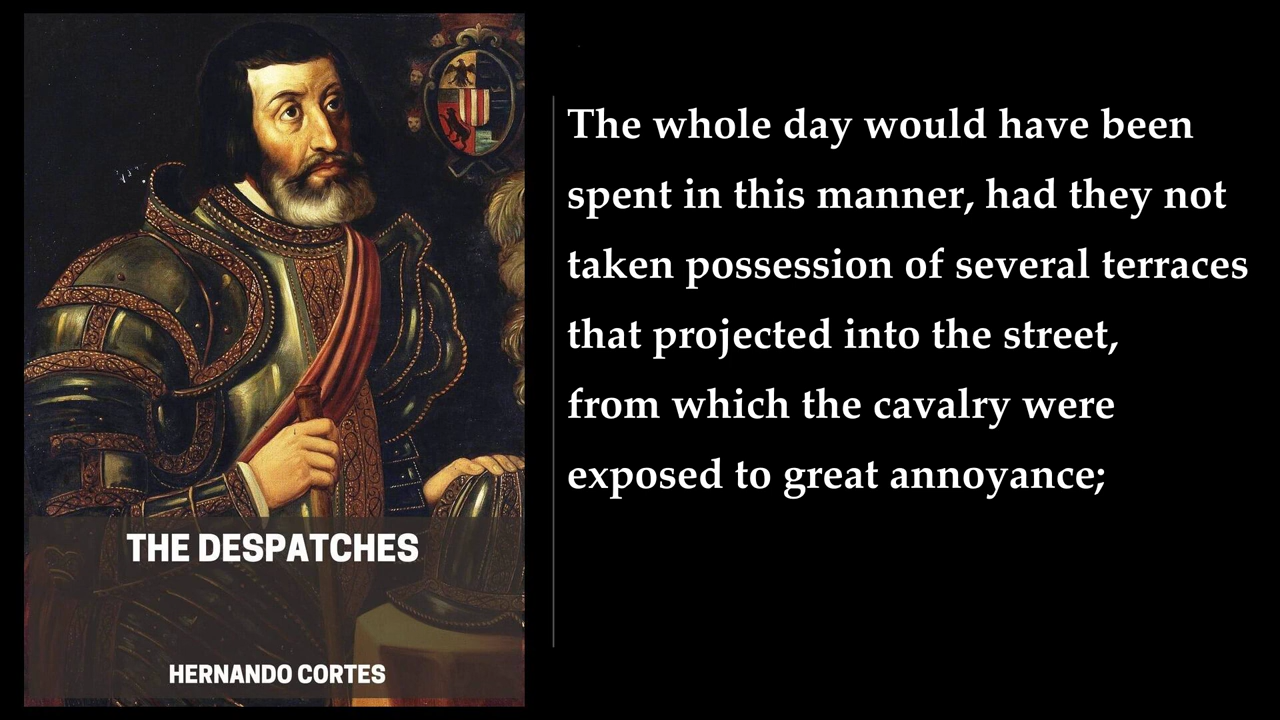 THE DESPATCHES
HERNANDO CORTES
The whole day would have been
spent in this manner, had they not
taken possession of several terraces
that projected into the street,
from which the cavalry were
exposed to great annoyance;